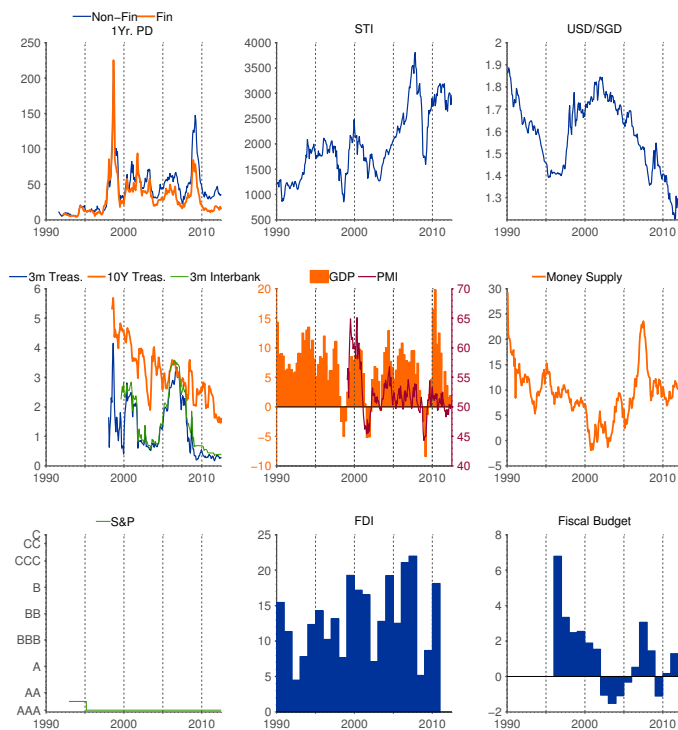 Non−Fin Fin
1Yr. PD
250
200
150
100
50
0
1990 2000 2010
STI
4000
3500
3000
2500
2000
1500
1000
500
1990 2000 2010
USD/SGD
2
1.9
1.8
1.7
1.6
1.5
1.4
1.3
1.2
1990 2000 2010
3m Treas. 10Y Treas. 3m Interbank
6
5
4
3
2
1
0
1990 2000 2010
GDP PMI
20 70
15 65
10 60
5 55
0 50
−5 45
−10 40
1990 2000 2010
Money Supply
30
25
20
15
10
5
0
−5
1990 2000 2010
S&P
C
CC
CCC
B
BB
BBB
A
AA
AAA
1990 2000 2010
FDI
25
20
15
10
5
0
1990 2000 2010
Fiscal Budget
8
6
4
2
0
−2
1990 2000 2010